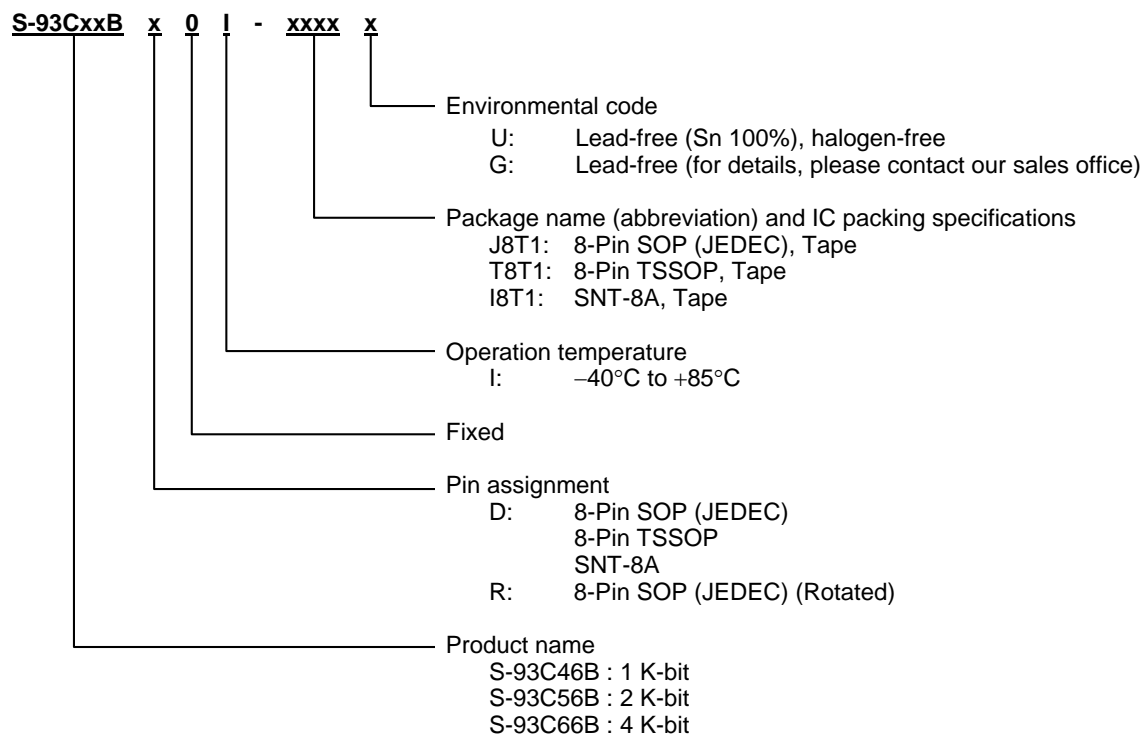 S-93CxxB x 0 I - xxxx x
Environmental code
U: Lead-free (Sn 100%), halogen-free
G: Lead-free (for details, please contact our sales office)
Package name (abbreviation) and IC packing specifications
J8T1: 8-Pin SOP (JEDEC), Tape
T8T1: 8-Pin TSSOP, Tape
I8T1: SNT-8A, Tape
Operation temperature
I: −40°C to +85°C
Fixed
Pin assignment
D: 8-Pin SOP (JEDEC)
8-Pin TSSOP
SNT-8A
R: 8-Pin SOP (JEDEC) (Rotated)
Product name
S-93C46B : 1 K-bit
S-93C56B : 2 K-bit
S-93C66B : 4 K-bit